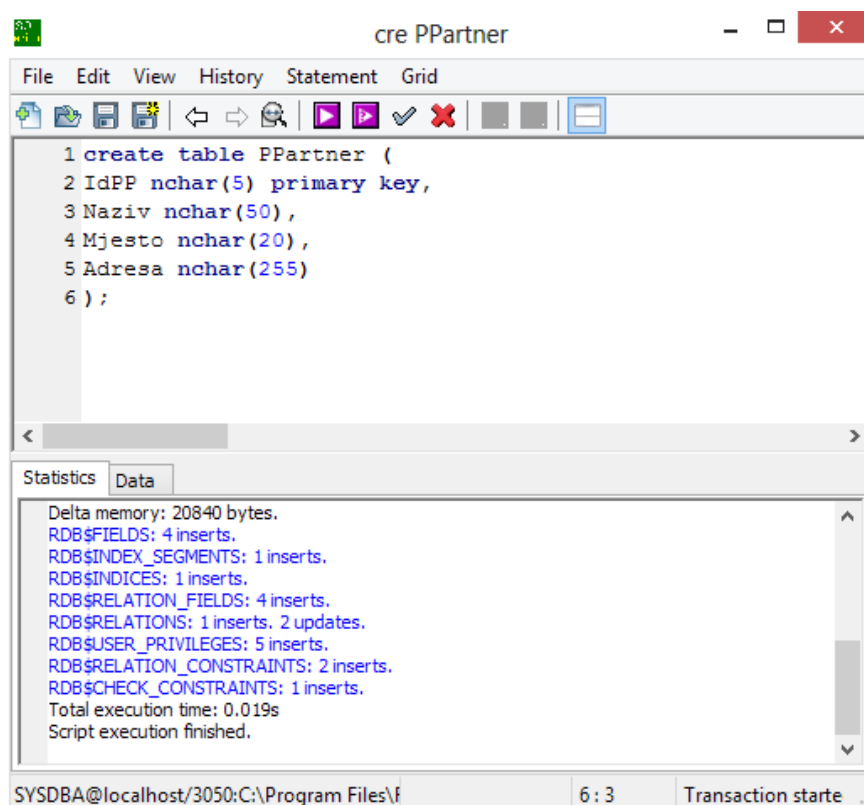 cre PPartner
File Edit View History Statement Grid
1 create table PPartner (
2 IdPP nchar(5) primary key,
3 Naziv nchar(50),
4 Mjesto nchar(20),
5 Adresa nchar(255)
6 );
Statistics Data
Delta memory: 20840 bytes.
RDB$FIELDS: 4 inserts.
RDB$INDEX_SEGMENTS: 1 inserts.
RDB$INDICES: 1 inserts.
RDB$RELATION_FIELDS: 4 inserts.
RDB$RELATIONS: 1 inserts. 2 updates.
RDB$USER_PRIVILEGES: 5 inserts.
RDB$RELATION_CONSTRAINTS: 2 inserts.
RDB$CHECK_CONSTRAINTS: 1 inserts.
Total execution time: 0.019s
Script execution finished.
SYSDBA@localhost/3050:C:\Program Files\F 6 : 3 Transaction starte